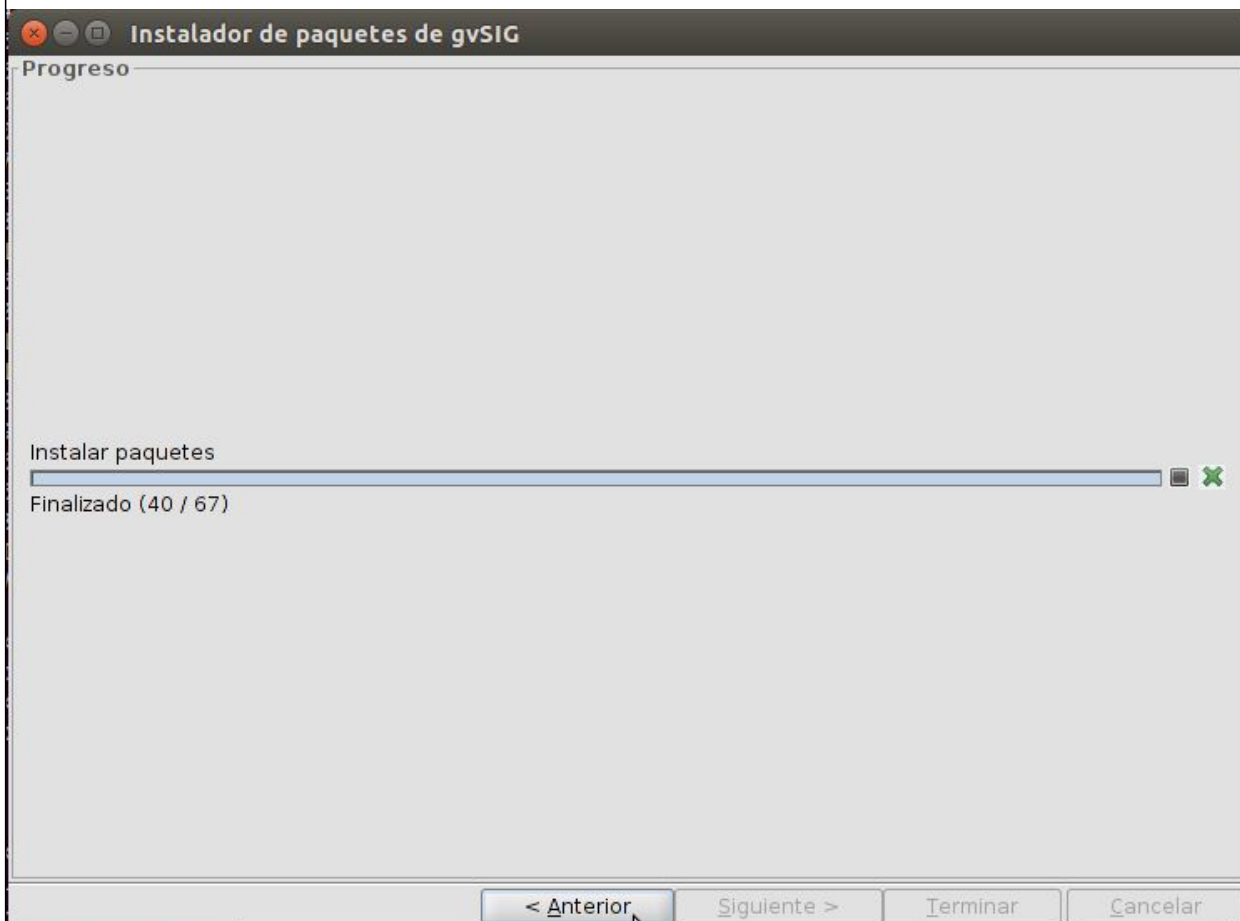 Instalador de paquetes de gvSIG
Progreso
Instalar paquetes
Finalizado (40 / 67)
< Anterior
Siguiente >
Terminar
Cancelar